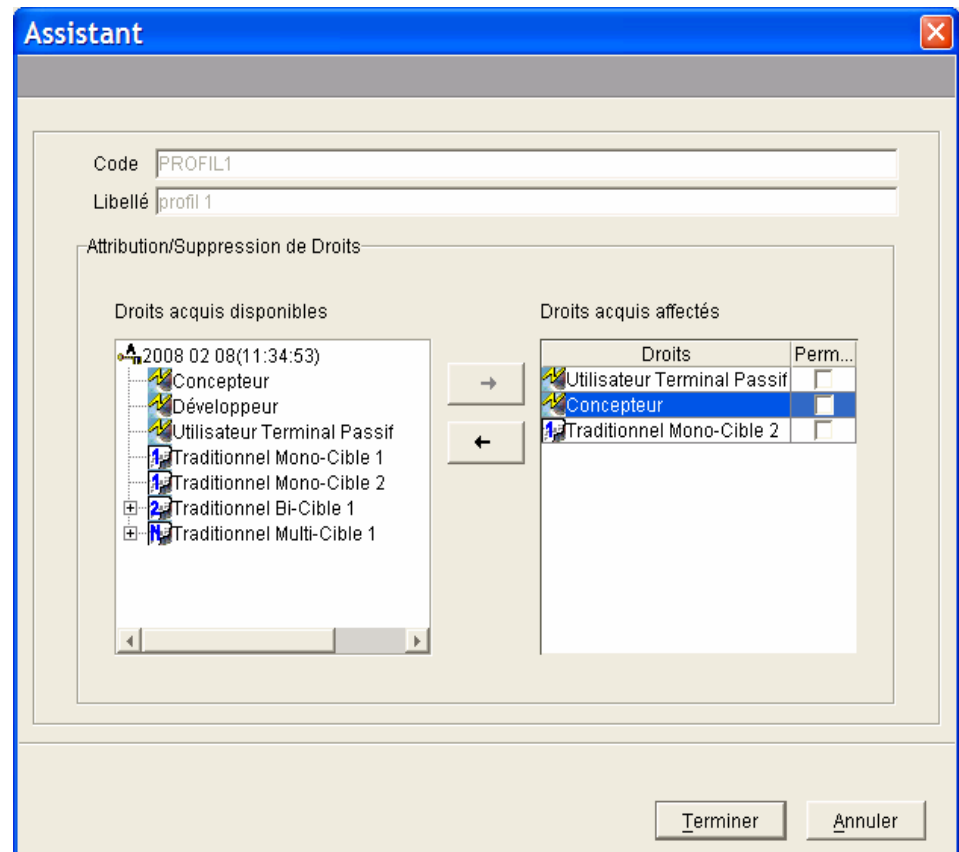 Assistant
Code PROFIL1
Libellé profil 1
Attribution/Suppression de Droits
Droits acquis disponibles
2008 02 08(11:34:53)
Concepteur
Développeur
Utilisateur Terminal Passif
Traditionnel Mono-Cible 1
Traditionnel Mono-Cible 2
Traditionnel Bi-Cible 1
Traditionnel Multi-Cible 1
Droits acquis affectés
Droits Perm...
Utilisateur Terminal Passif
Concepteur
Traditionnel Mono-Cible 2
Terminer Annuler